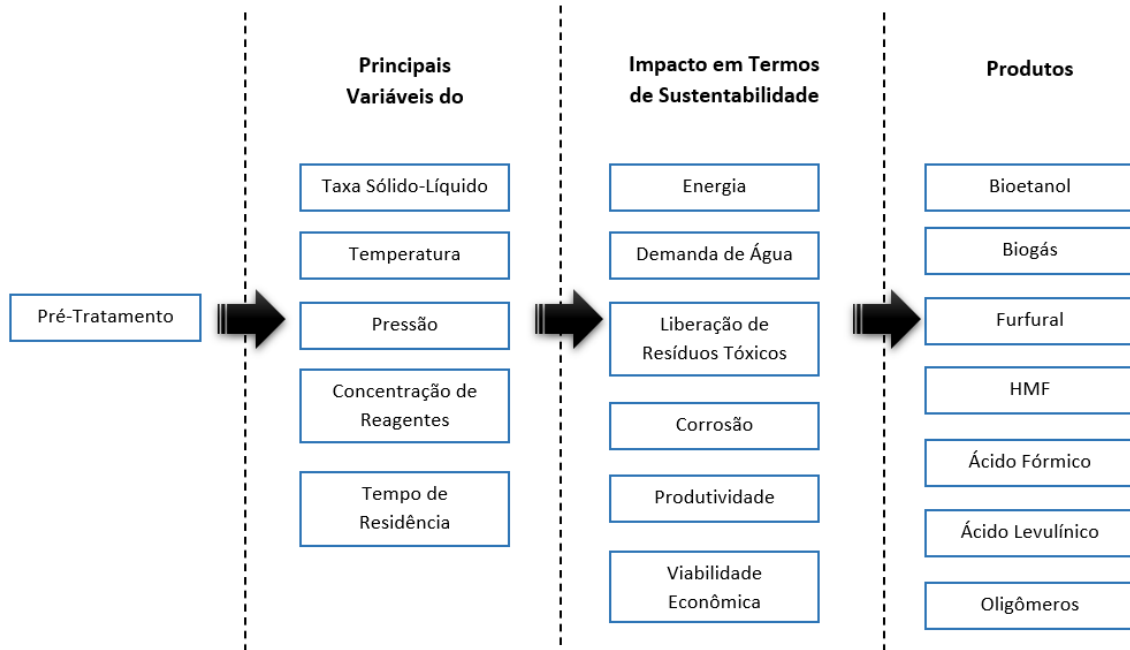 Pré-Tratamento
Principais
Variáveis do
Taxa Sólido-Líquido
Temperatura
Pressão
Concentração de
Reagentes
Tempo de
Residência
Impacto em Termos
de Sustentabilidade
Energia
Demanda de Água
Liberação de
Resíduos Tóxicos
Corrosão
Produtividade
Viabilidade
Econômica
Produtos
Bioetanol
Biogás
Furfural
HMF
Ácido Fórmico
Ácido Levulínico
Oligômeros